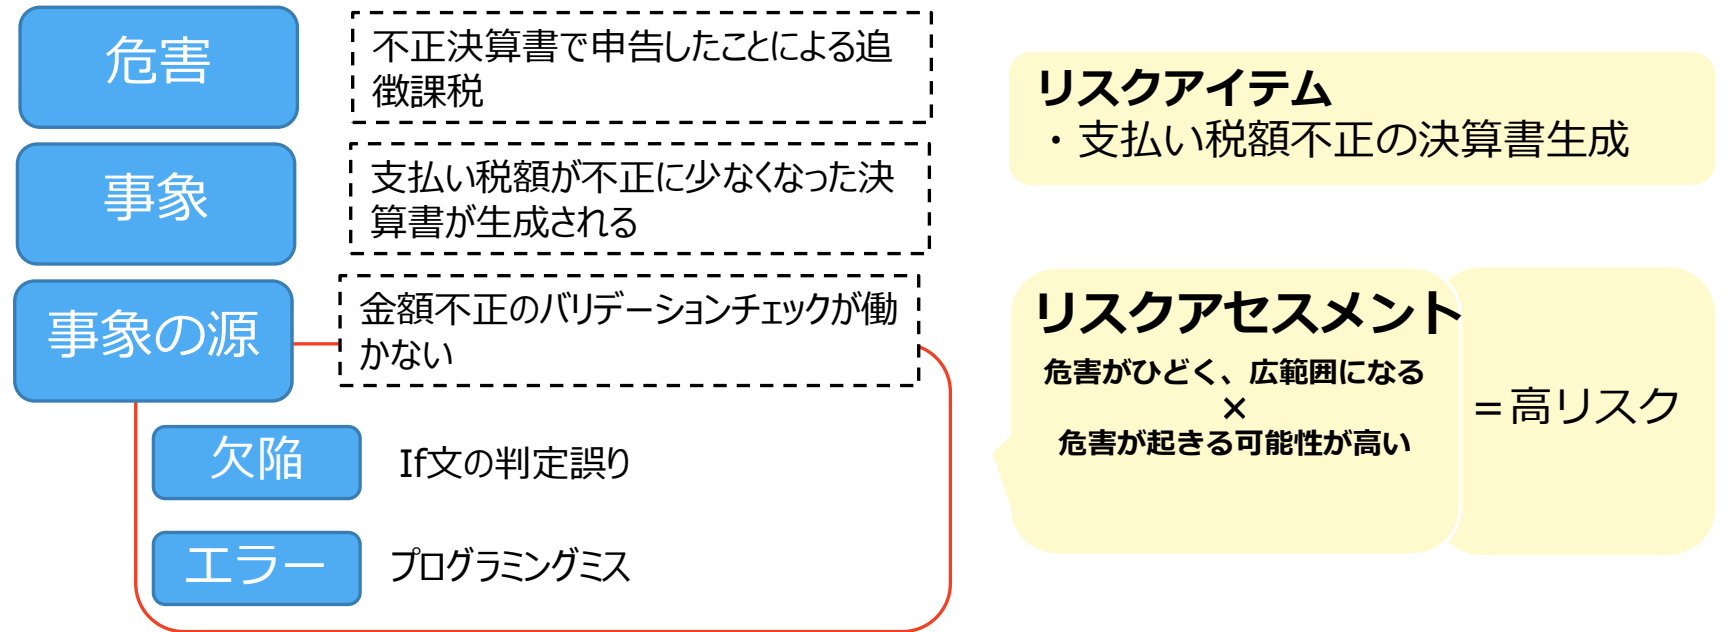 危害
不正決算書で申告したことによる追
徴課税
事象
支払い税額が不正に少なくなった決
算書が生成される
事象の源
金額不正のバリデーションチェックが働
かない
欠陥
If文の判定誤り
エラー
プログラミングミス
リスクアイテム
・支払い税額不正の決算書生成
リスクアセスメント
危害がひどく、広範囲になる
×
危害が起きる可能性が高い
＝高リスク